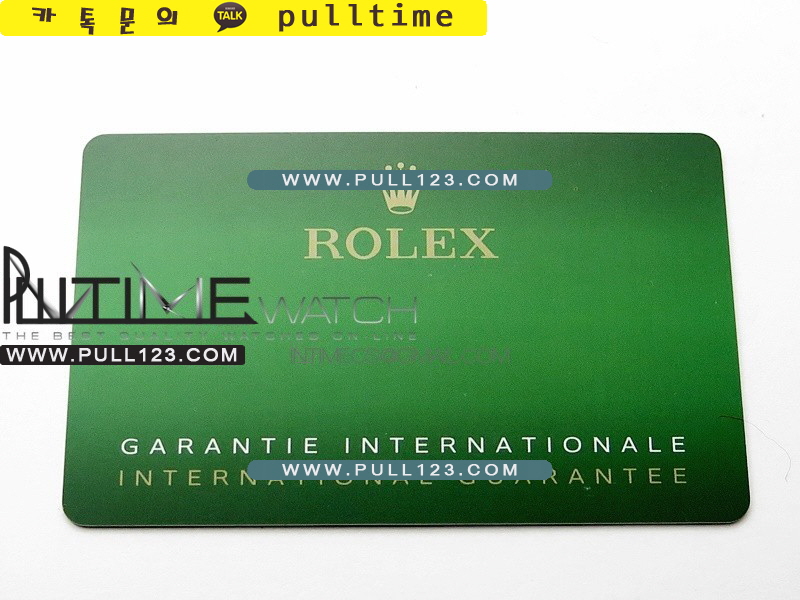 카톡문의 TALK pulltime
WWW.PULL123.COM
ROLEX
PULLTIME WATCH
THE BEST QUALITY WATCHES ON-LINE
WWW.PULL123.COM
GARANTIE INTERNATIONALE
WWW.PULL123.COM
INTERNATIONAL GUARANTEE